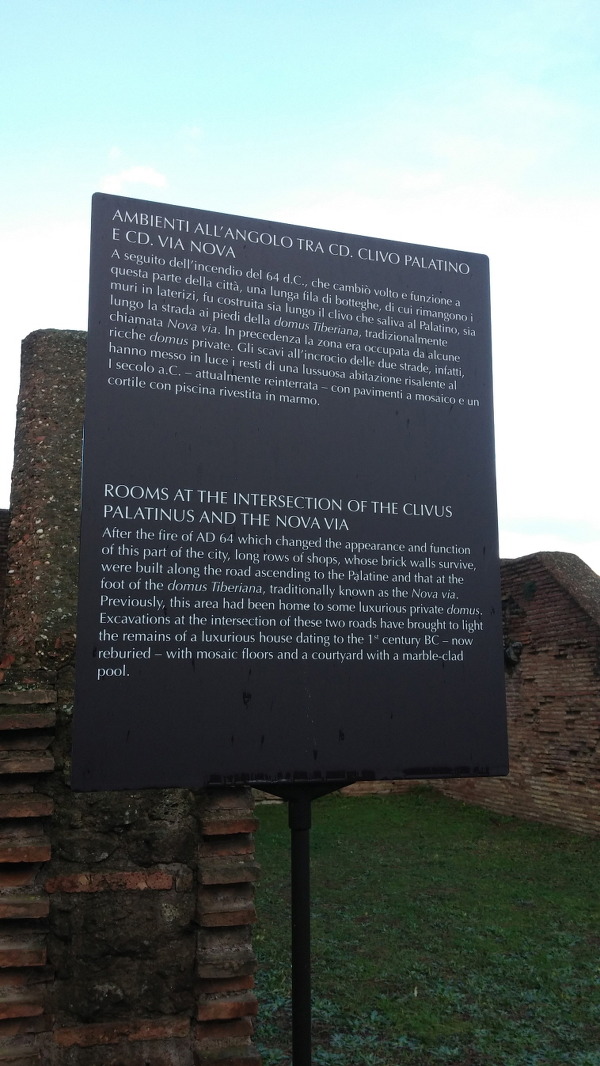 AMBIENTI ALL'ANGOLO TRA CD. CLIVO PALATINO
E CD. VIA NOVA
A seguito dell'incendio del 64 d.C., che cambiò volto e funzione a
questa parte della città, una lunga fila di botteghe, di cui rimangono i
muri in laterizi, fu costruita sia lungo il clivo che saliva al Palatino, sia
lungo la strada ai piedi della domus Tiberiana, tradizionalmente
chiamata Nova via. In precedenza la zona era occupata da alcune
ricche domus private. Gli scavi all'incrocio delle due strade, infatti,
hanno messo in luce i resti di una lussuosa abitazione risalente al
I secolo a.C. – attualmente reinterrata – con pavimenti a mosaico e un
cortile con piscina rivestita in marmo.
ROOMS AT THE INTERSECTION OF THE CLIVUS
PALATINUS AND THE NOVA VIA
After the fire of AD 64 which changed the appearance and function
of this part of the city, long rows of shops, whose brick walls survive,
were built along the road ascending to the Palatine and that at the
foot of the domus Tiberiana, traditionally known as the Nova via.
Previously, this area had been home to some luxurious private domus.
Excavations at the intersection of these two roads have brought to light
the remains of a luxurious house dating to the 1st century BC – now
reburied – with mosaic floors and a courtyard with a marble-clad
pool.